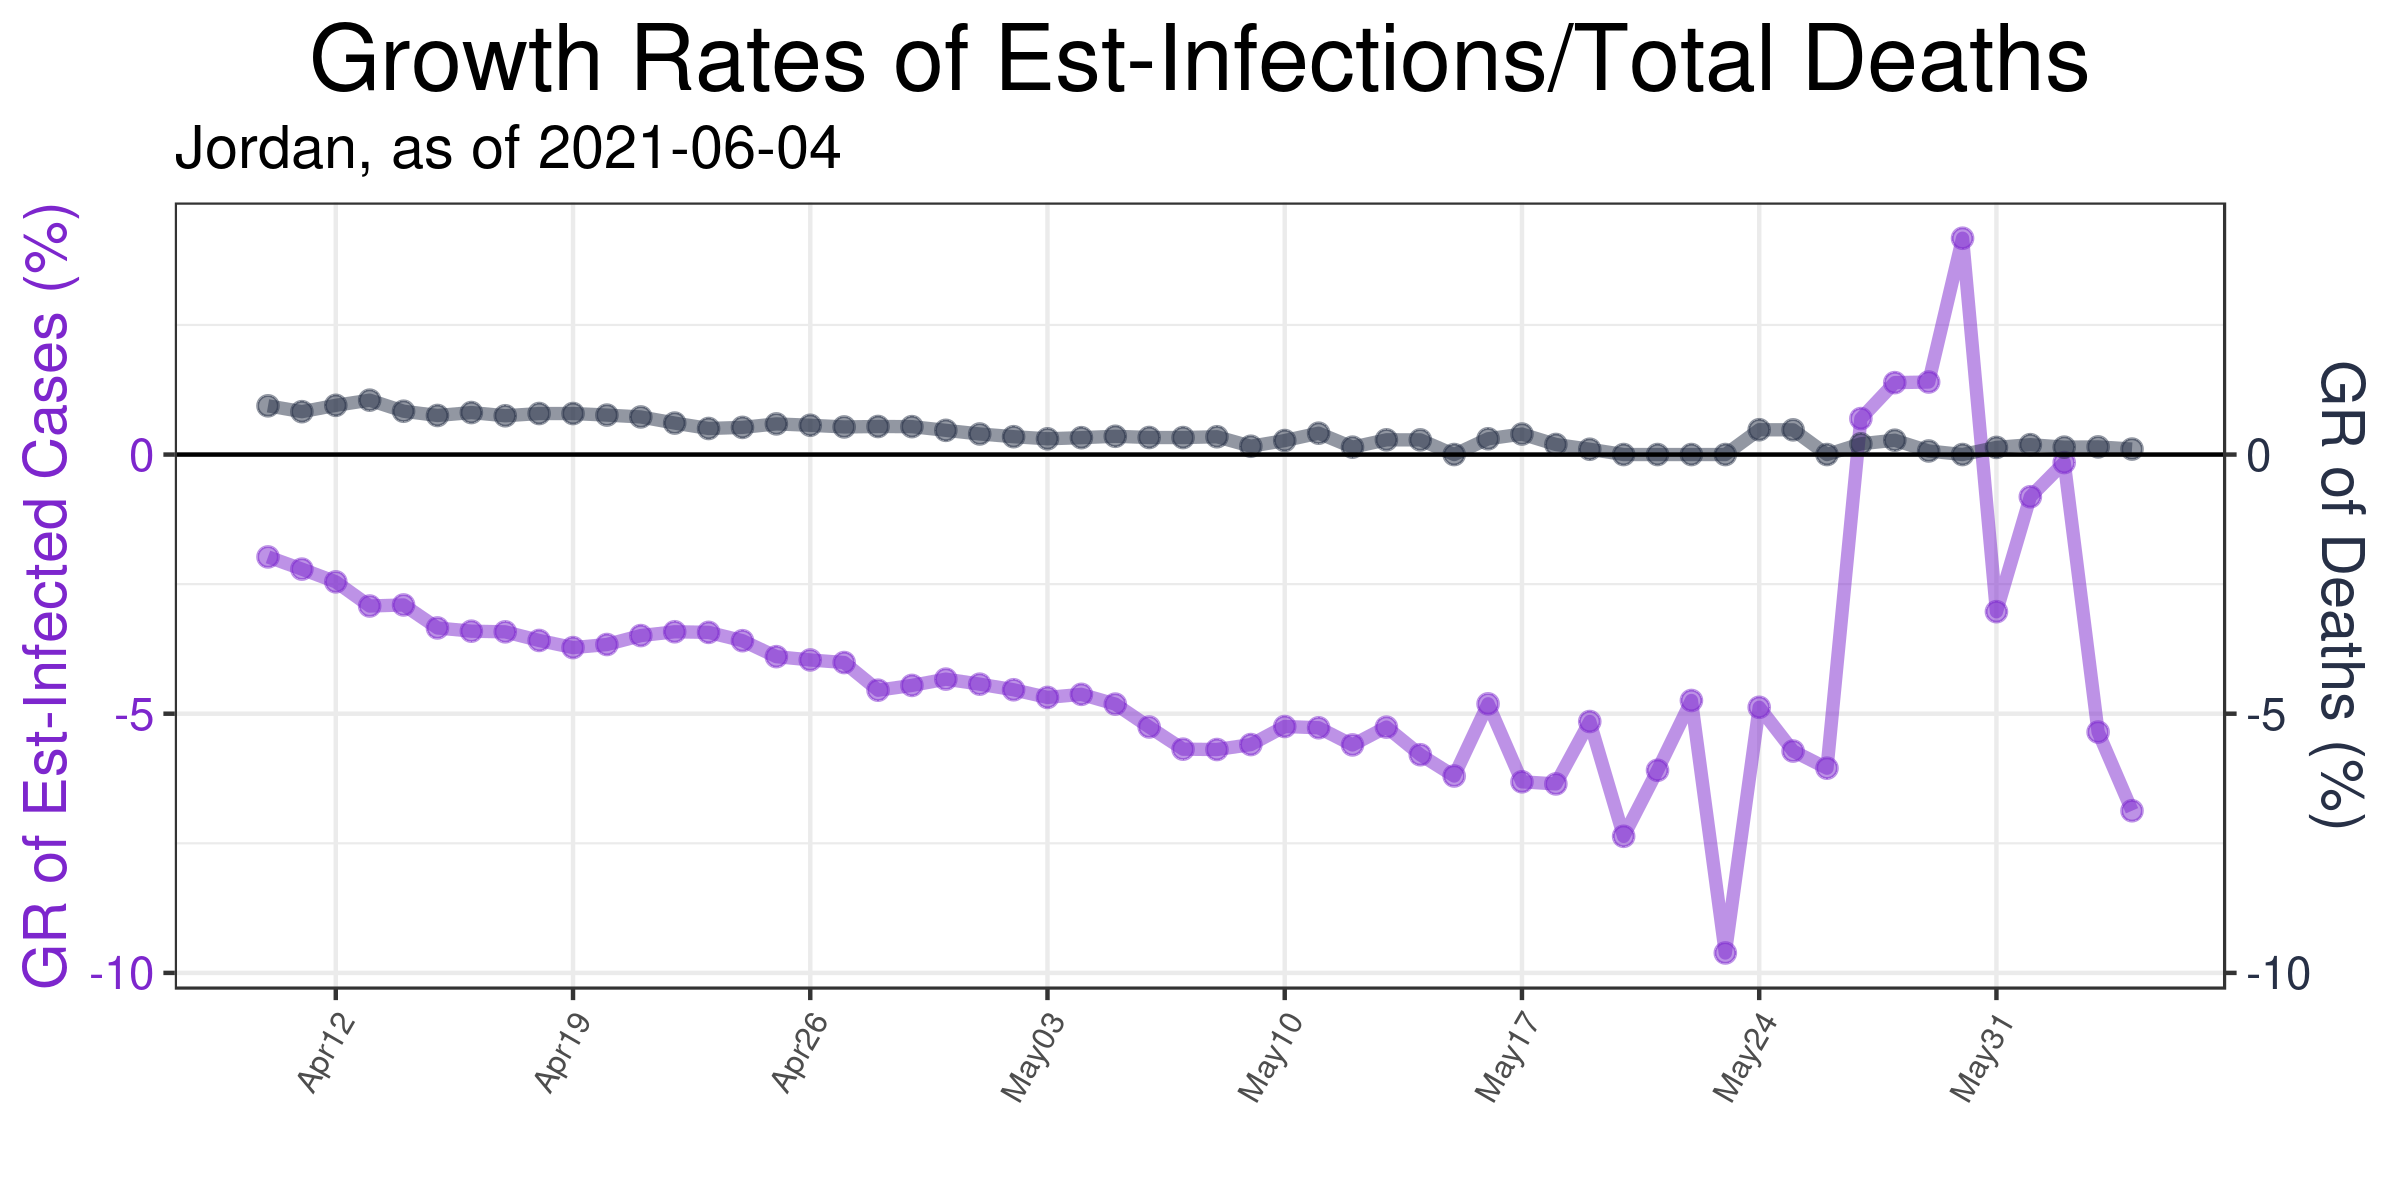 Growth Rates of Est-Infections/Total Deaths
Jordan, as of 2021-06-04
GR of Est-Infected Cases (%)
0
-5
-10
0
-5
-10
GR of Deaths (%)
Apr12
Apr19
Apr26
May03
May10
May17
May24
May31